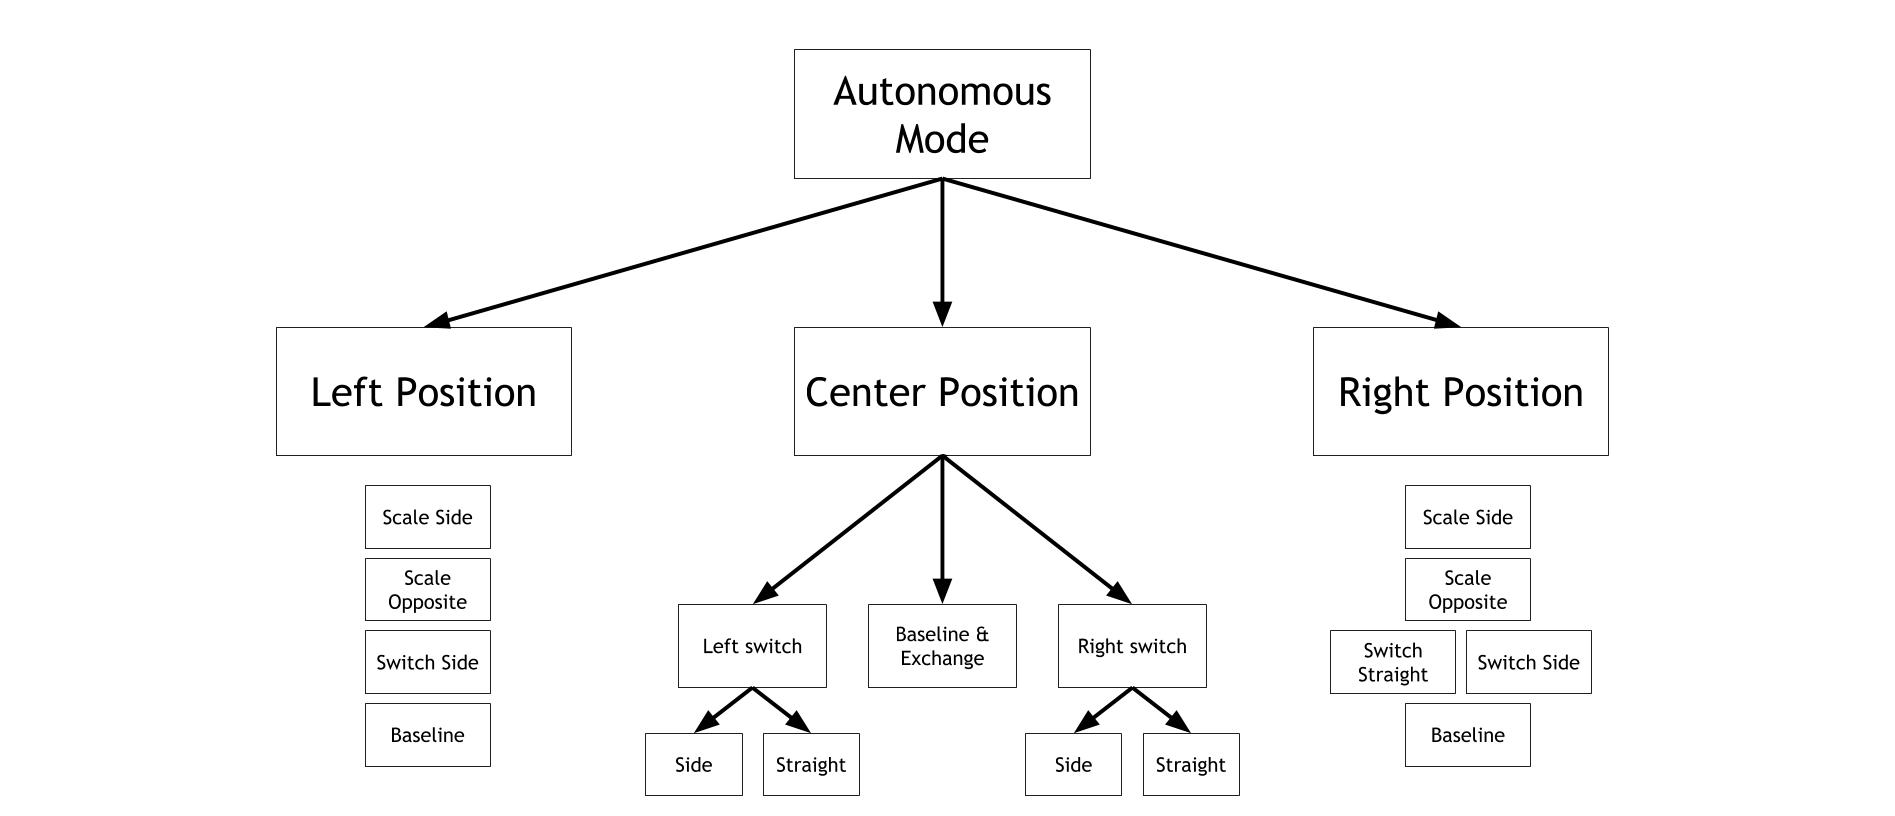 Autonomous
Mode
Left Position
Center Position
Right Position
Scale Side
Scale
Opposite
Switch Side
Baseline
Left switch
Baseline &
Exchange
Right switch
Side
Straight
Side
Straight
Scale Side
Scale
Opposite
Switch
Straight
Switch Side
Baseline